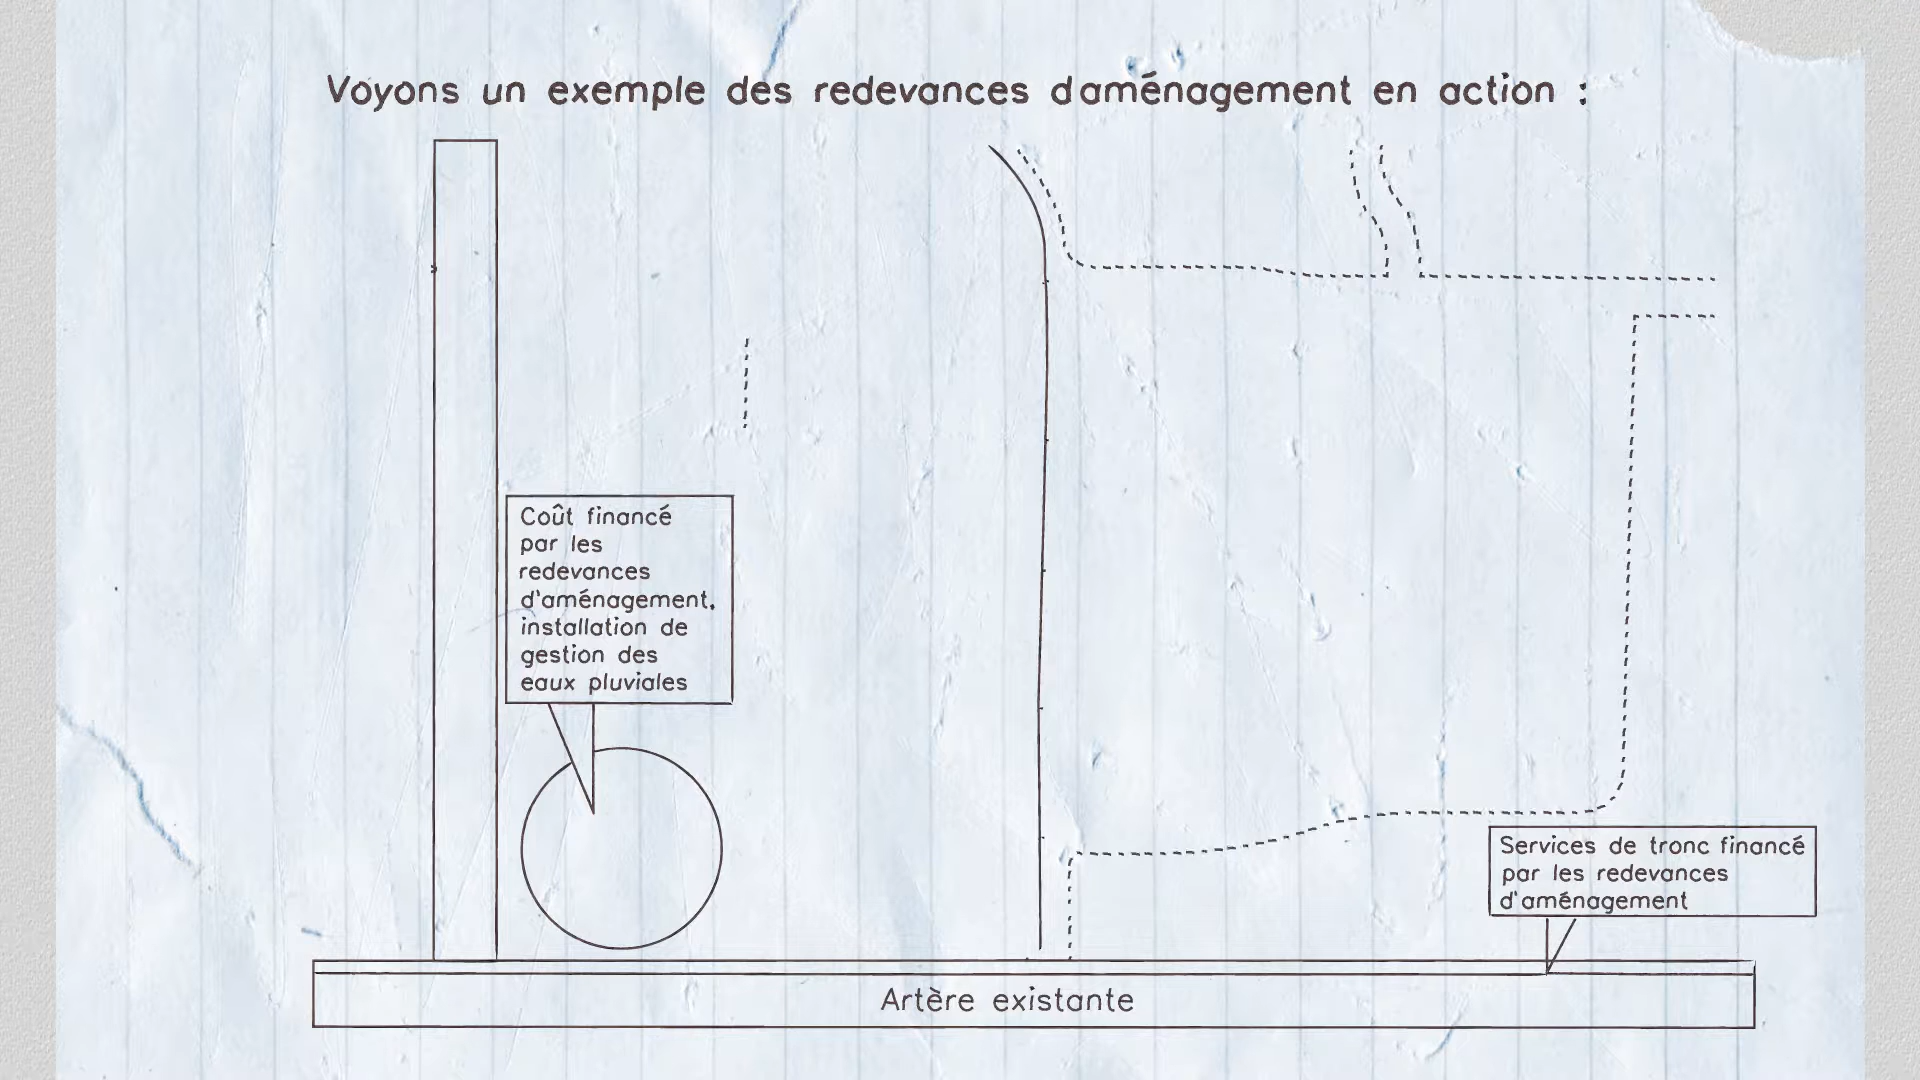 Voyons un exemple des redevances daménagement en action :
Coût financé
par les
redevances
d'aménagement,
installation de
gestion des
eaux pluviales
Services de tronc financé
par les redevances
d'aménagement
Artère existante